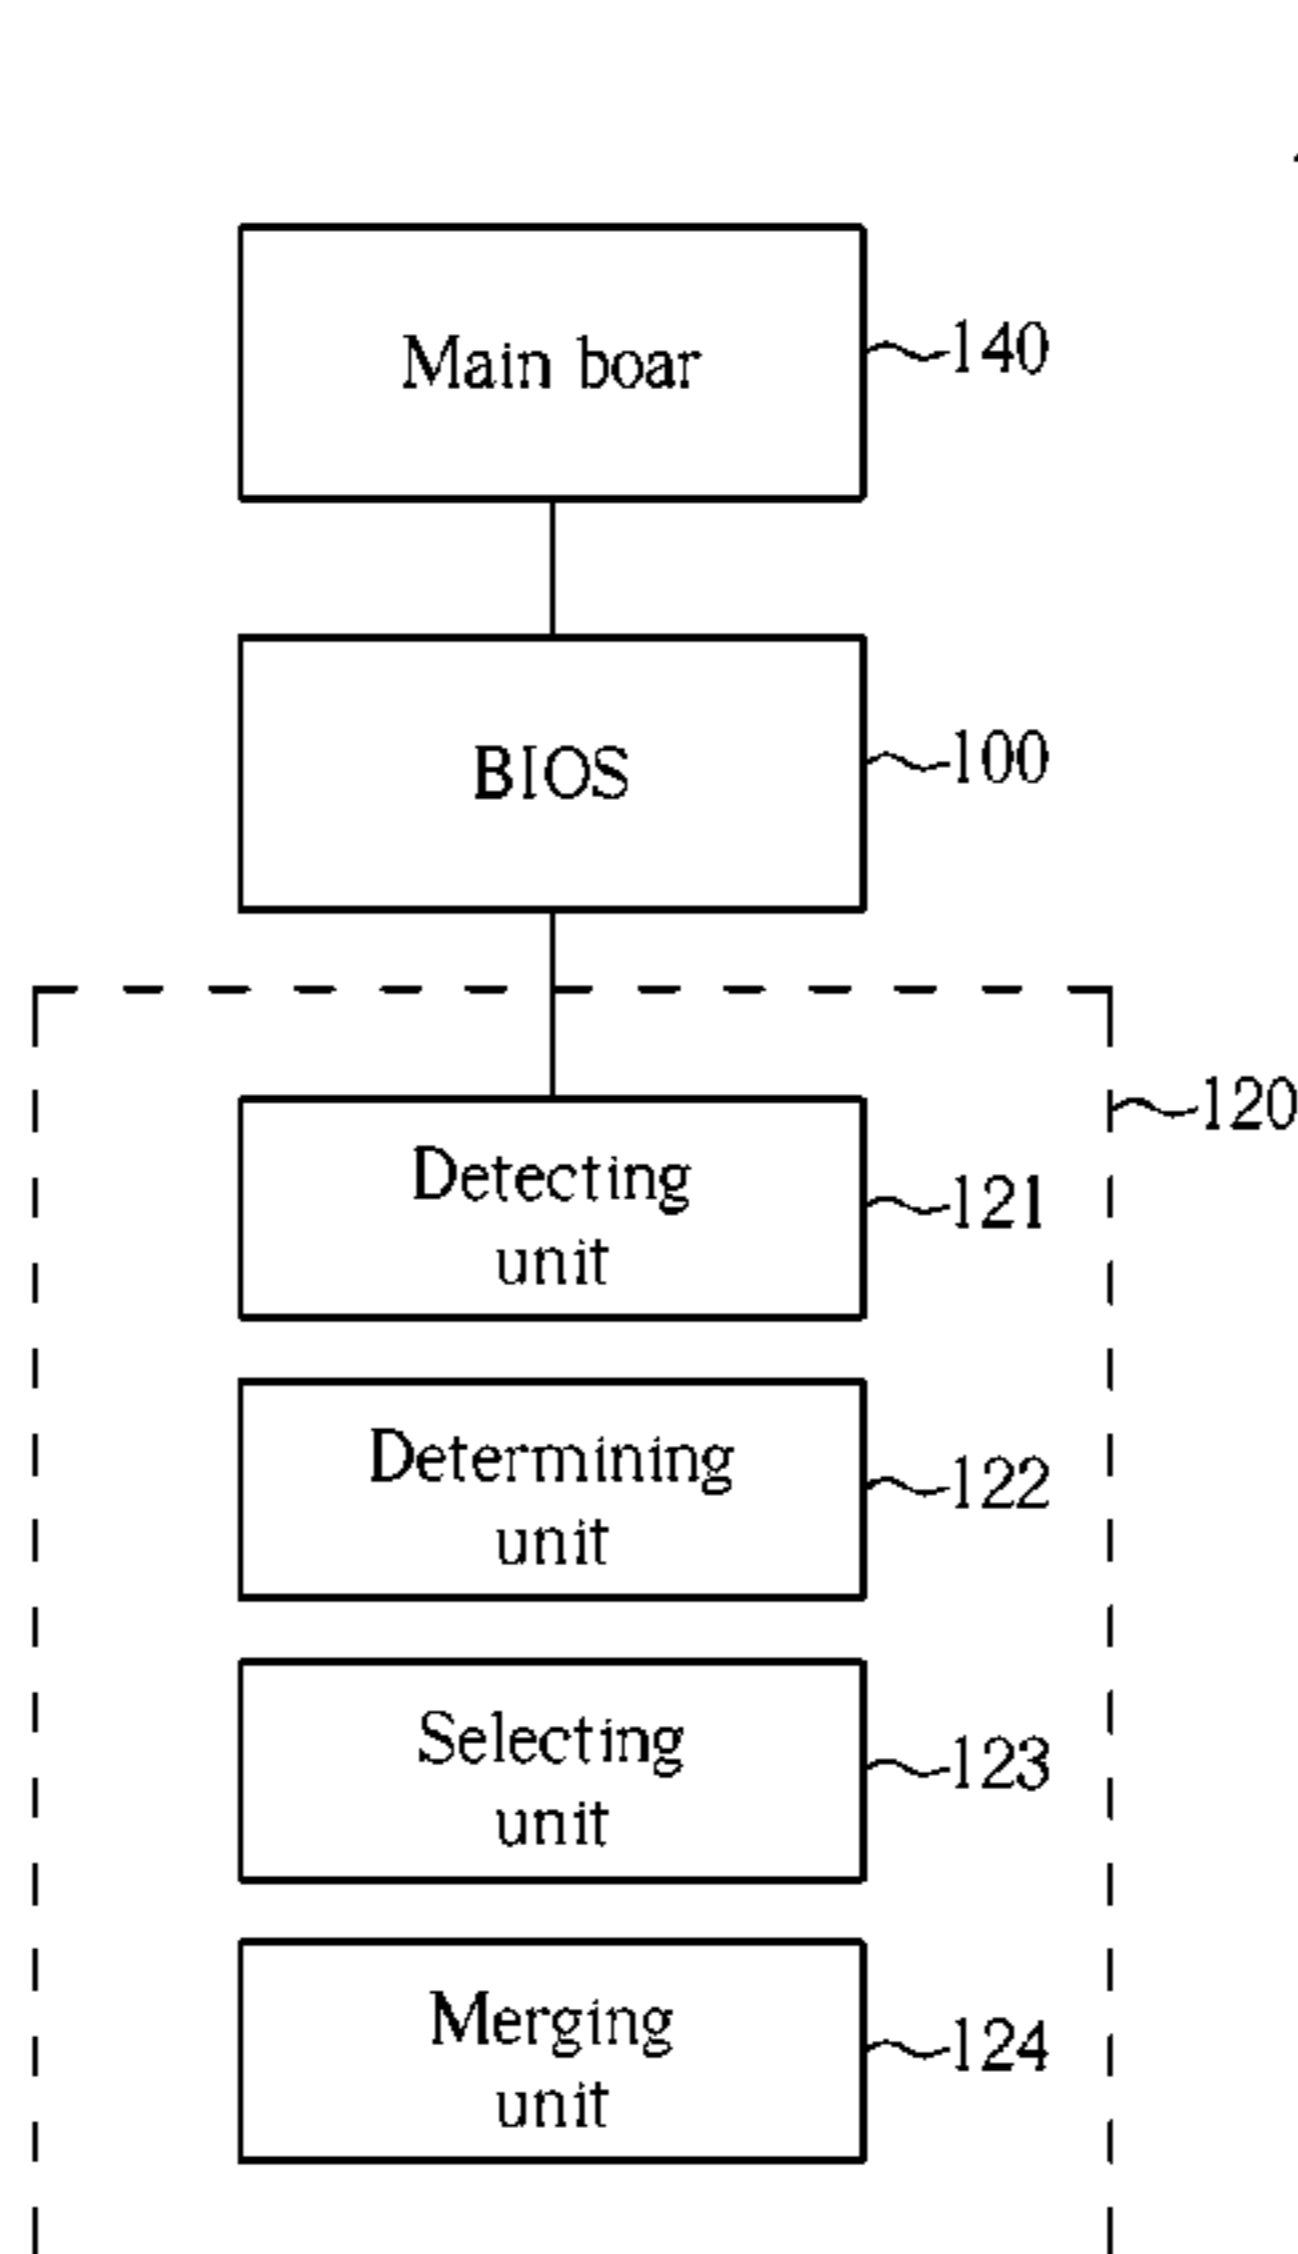 Main boar
140
BIOS
100
120
Detecting
unit
121
Determining
unit
122
Selecting
unit
123
Merging
unit
124